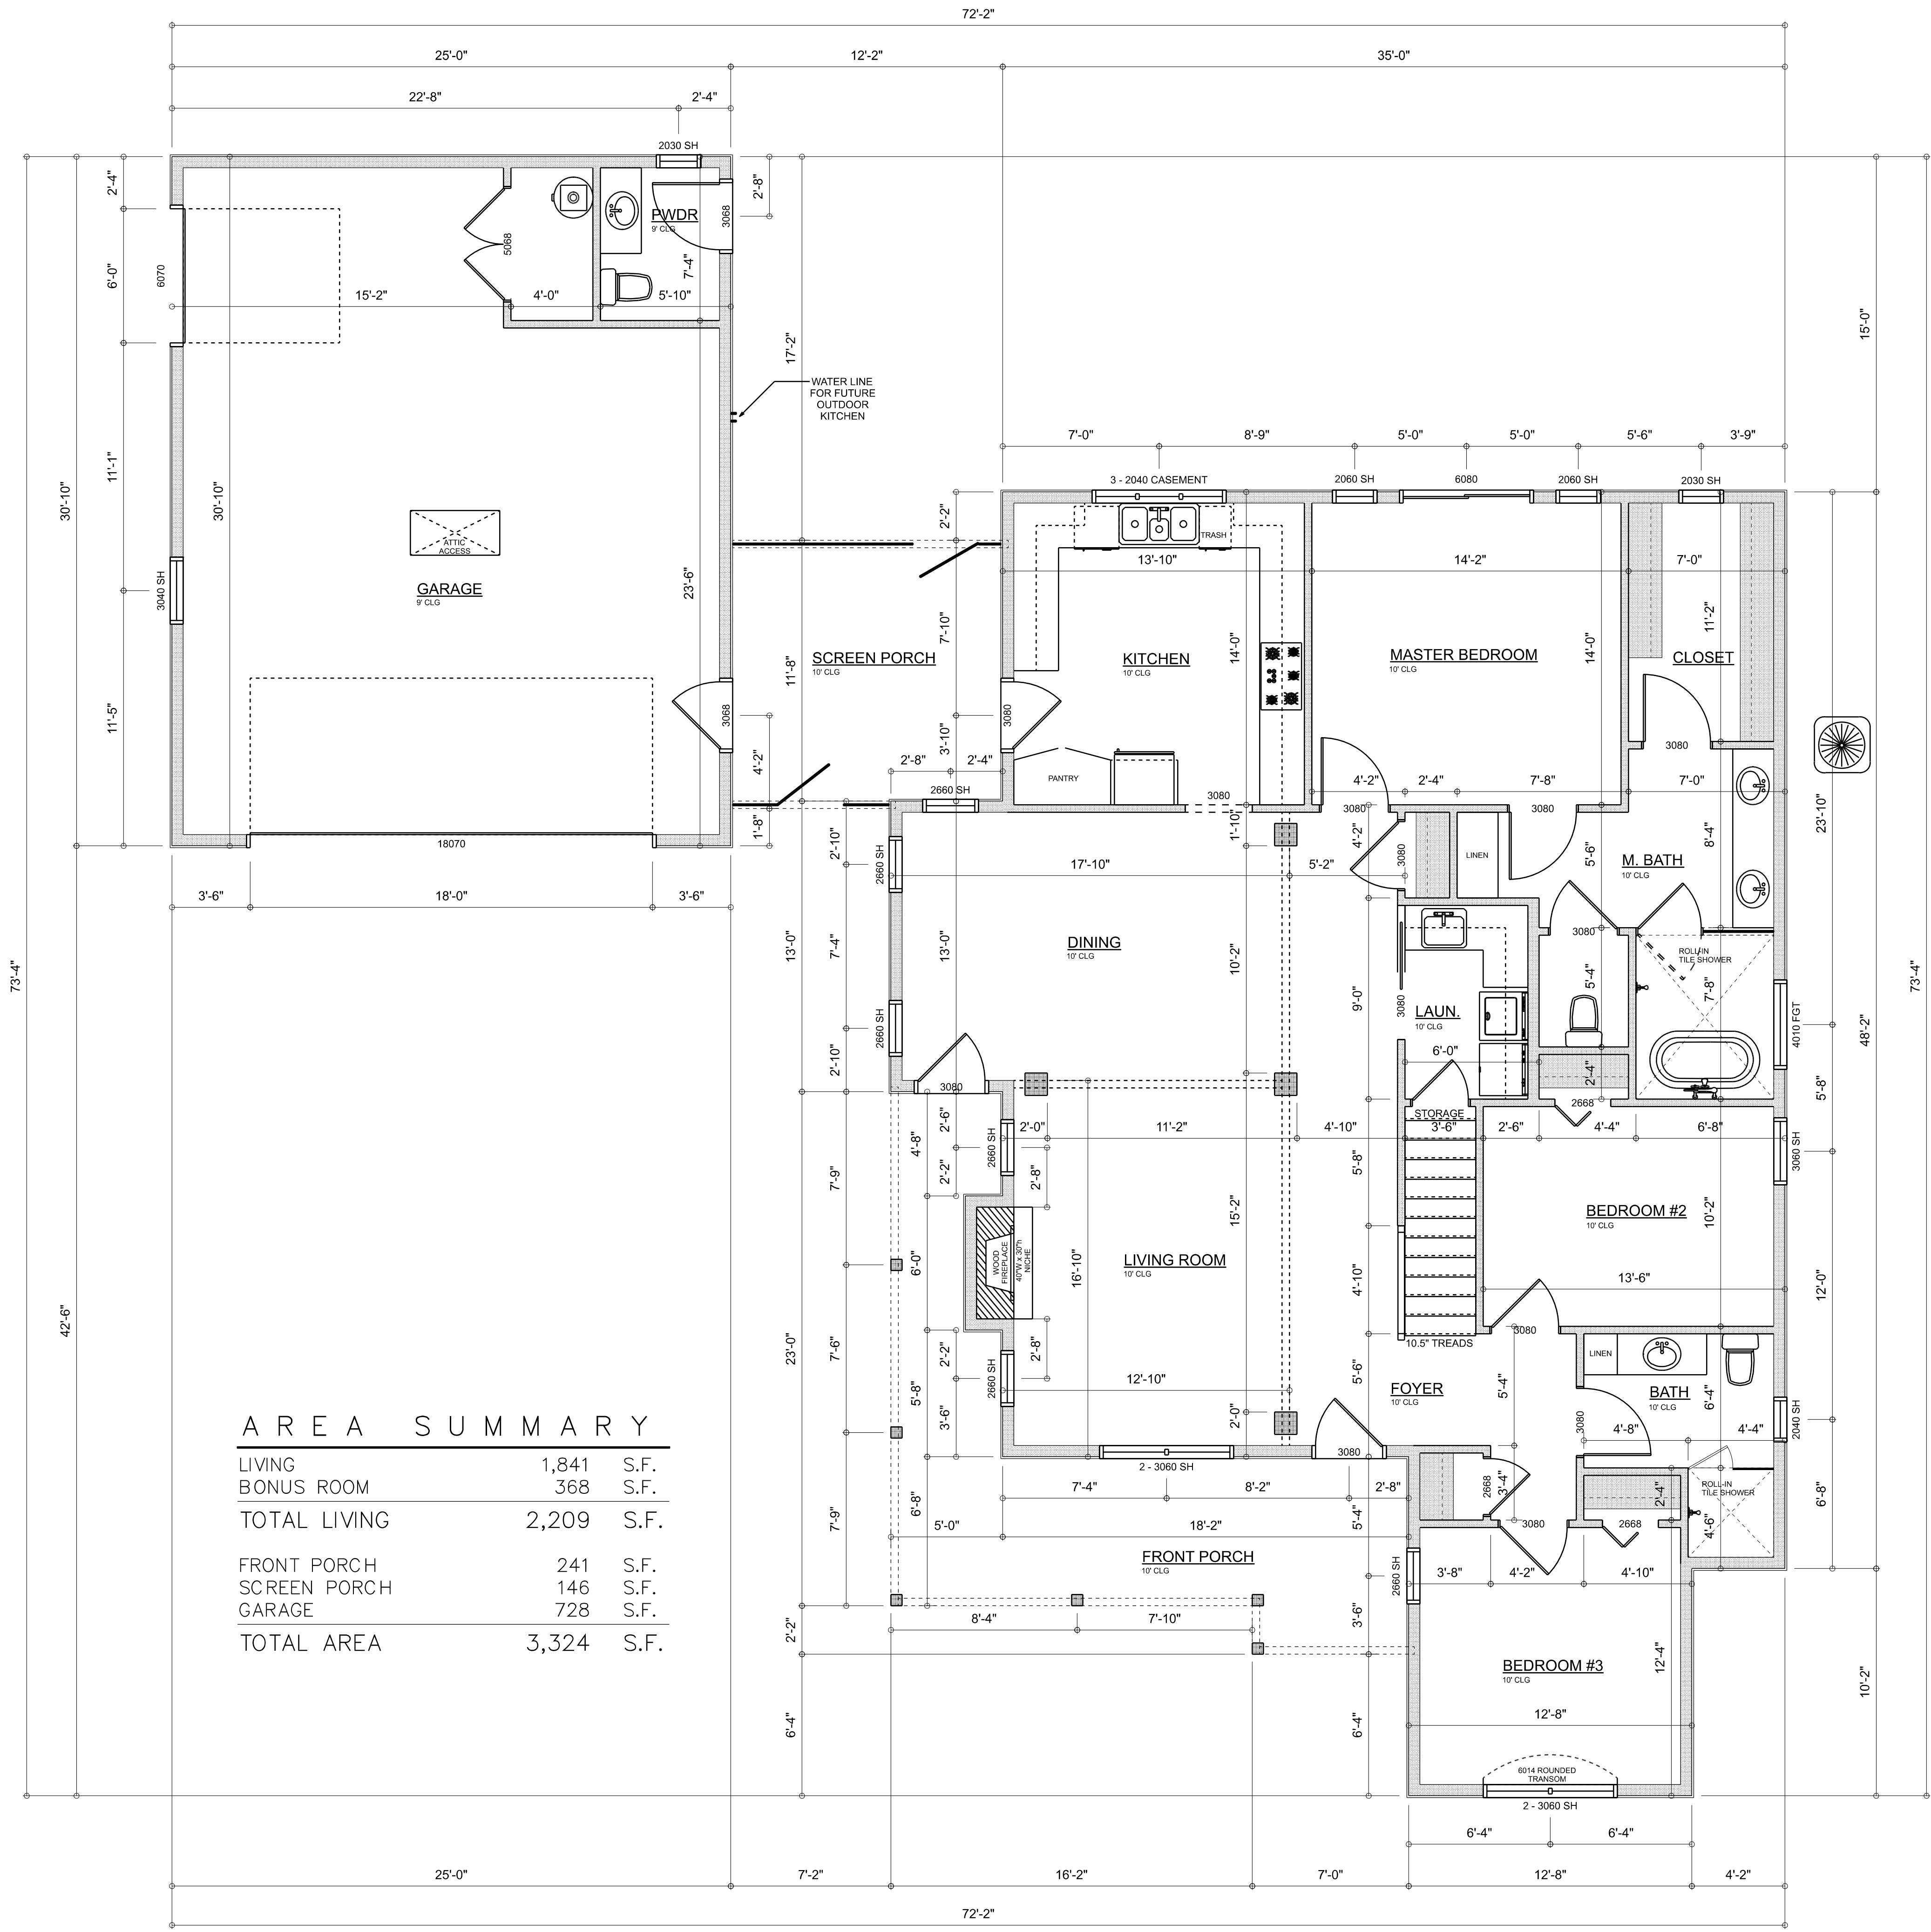 72'-2"
25'-0"
12'-2"
35'-0"
22'-8"
2'-4"
2030 SH
2'-4"
6'-0"
6070
11'-1"
30'-10"
30'-10"
11'-5"
3040 SH
73'-4"
42'-6"
PWDR
9' CLG
3068
2'-8"
5068
7'-4"
15'-2"
4'-0"
5'-10"
17'-2"
15'-0"
WATER LINE
FOR FUTURE
OUTDOOR
KITCHEN
ATTIC
ACCESS
GARAGE
9' CLG
23'-6"
3068
4'-2"
1'-8"
18070
3'-6"
18'-0"
3'-6"
7'-0"
8'-9"
5'-0"
5'-0"
5'-6"
3'-9"
3 - 2040 CASEMENT
2060 SH
6080
2060 SH
2030 SH
2'-2"
TRASH
13'-10"
14'-2"
7'-0"
7'-10"
11'-8"
SCREEN PORCH
10' CLG
KITCHEN
10' CLG
14'-0"
MASTER BEDROOM
10' CLG
14'-0"
11'-2"
CLOSET
3080
3'-10"
2'-8"
2'-4"
2660 SH
PANTRY
3080
3080
7'-0"
4'-2"
2'-4"
7'-8"
3080
3080
1'-10"
4'-2"
3080
LINEN
5'-6"
8'-4"
M. BATH
10' CLG
23'-10"
48'-2"
73'-4"
2'-10"
2660 SH
17'-10"
5'-2"
DINING
10' CLG
13'-0"
7'-4"
13'-0"
10'-2"
9'-0"
3080
LAUN.
10' CLG
6'-0"
3080
5'-4"
ROLL-IN
TILE SHOWER
7'-8"
4010 FGT
5'-8"
2660 SH
2'-10"
3080
2'-4"
2668
STORAGE
2'-6"
4'-8"
2660 SH
2'-0"
11'-2"
4'-10"
3'-6"
2'-6"
4'-4"
6'-8"
3060 SH
2'-2"
2'-8"
5'-8"
7'-9"
15'-2"
BEDROOM #2
10' CLG
10'-2"
WOOD
FIREPLACE
40"W x 30"h
NICHE
6'-0"
16'-10"
LIVING ROOM
10' CLG
4'-10"
13'-6"
12'-0"
3080
10.5" TREADS
23'-0"
7'-6"
2'-2"
2'-8"
5'-8"
2660 SH
3'-6"
12'-10"
2'-0"
5'-6"
FOYER
10' CLG
5'-4"
LINEN
BATH
10' CLG
6'-4"
3080
4'-8"
4'-4"
2040 SH
3080
2 - 3060 SH
7'-4"
8'-2"
2'-8"
2668
3'-4"
2'-4"
ROLL-IN
TILE SHOWER
4'-6"
6'-8"
6'-8"
7'-9"
5'-0"
18'-2"
5'-4"
3080
2668
FRONT PORCH
10' CLG
2660 SH
3'-8"
4'-2"
4'-10"
8'-4"
7'-10"
3'-6"
2'-2"
BEDROOM #3
10' CLG
12'-4"
10'-2"
12'-8"
6'-4"
6'-4"
6014 ROUNDED
TRANSOM
2 - 3060 SH
6'-4"
6'-4"
AREA SUMMARY
LIVING 1,841 S.F.
BONUS ROOM 368 S.F.
TOTAL LIVING 2,209 S.F.
FRONT PORCH 241 S.F.
SCREEN PORCH 146 S.F.
GARAGE 728 S.F.
TOTAL AREA 3,324 S.F.
25'-0"
7'-2"
16'-2"
7'-0"
12'-8"
4'-2"
72'-2"